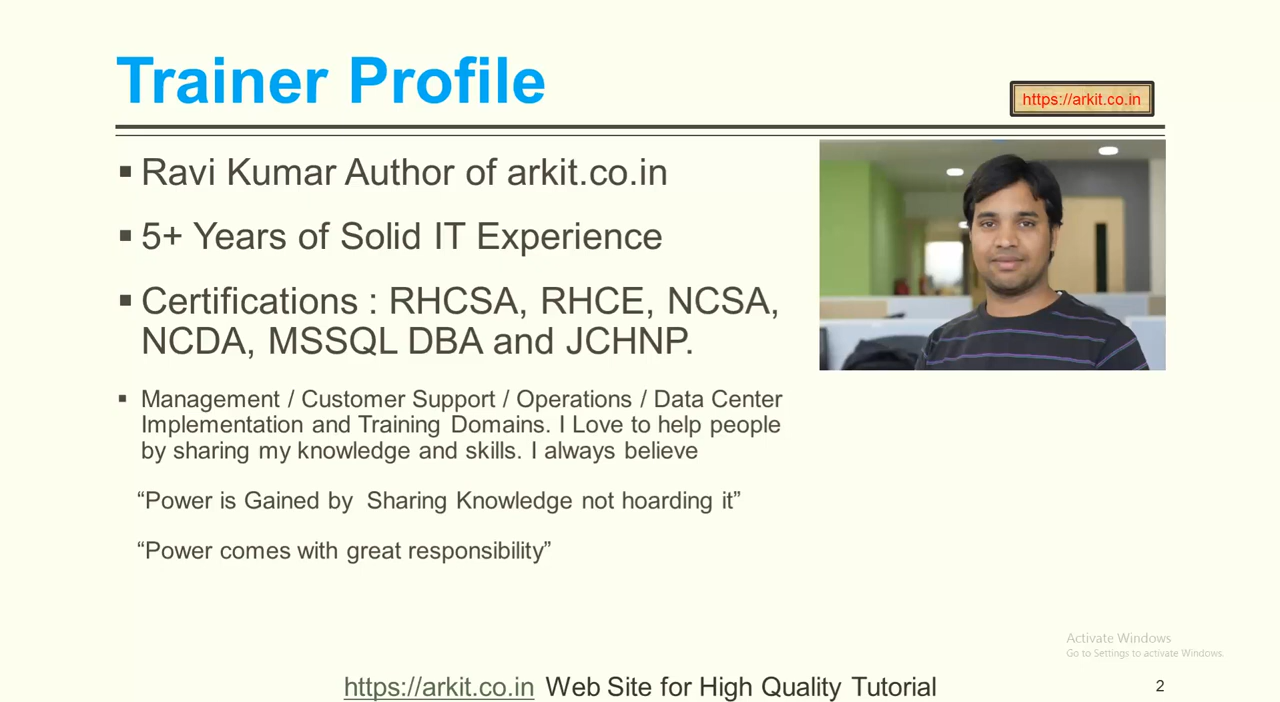 Trainer Profile
https://arkit.co.in
▪ Ravi Kumar Author of arkit.co.in
▪ 5+ Years of Solid IT Experience
▪ Certifications : RHCSA, RHCE, NCSA,
NCDA, MSSQL DBA and JCHNP.
▪ Management / Customer Support / Operations / Data Center
Implementation and Training Domains. I Love to help people
by sharing my knowledge and skills. I always believe
“Power is Gained by  Sharing Knowledge not hoarding it”
“Power comes with great responsibility”
Activate Windows
Go to Settings to activate Windows.
https://arkit.co.in Web Site for High Quality Tutorial
2